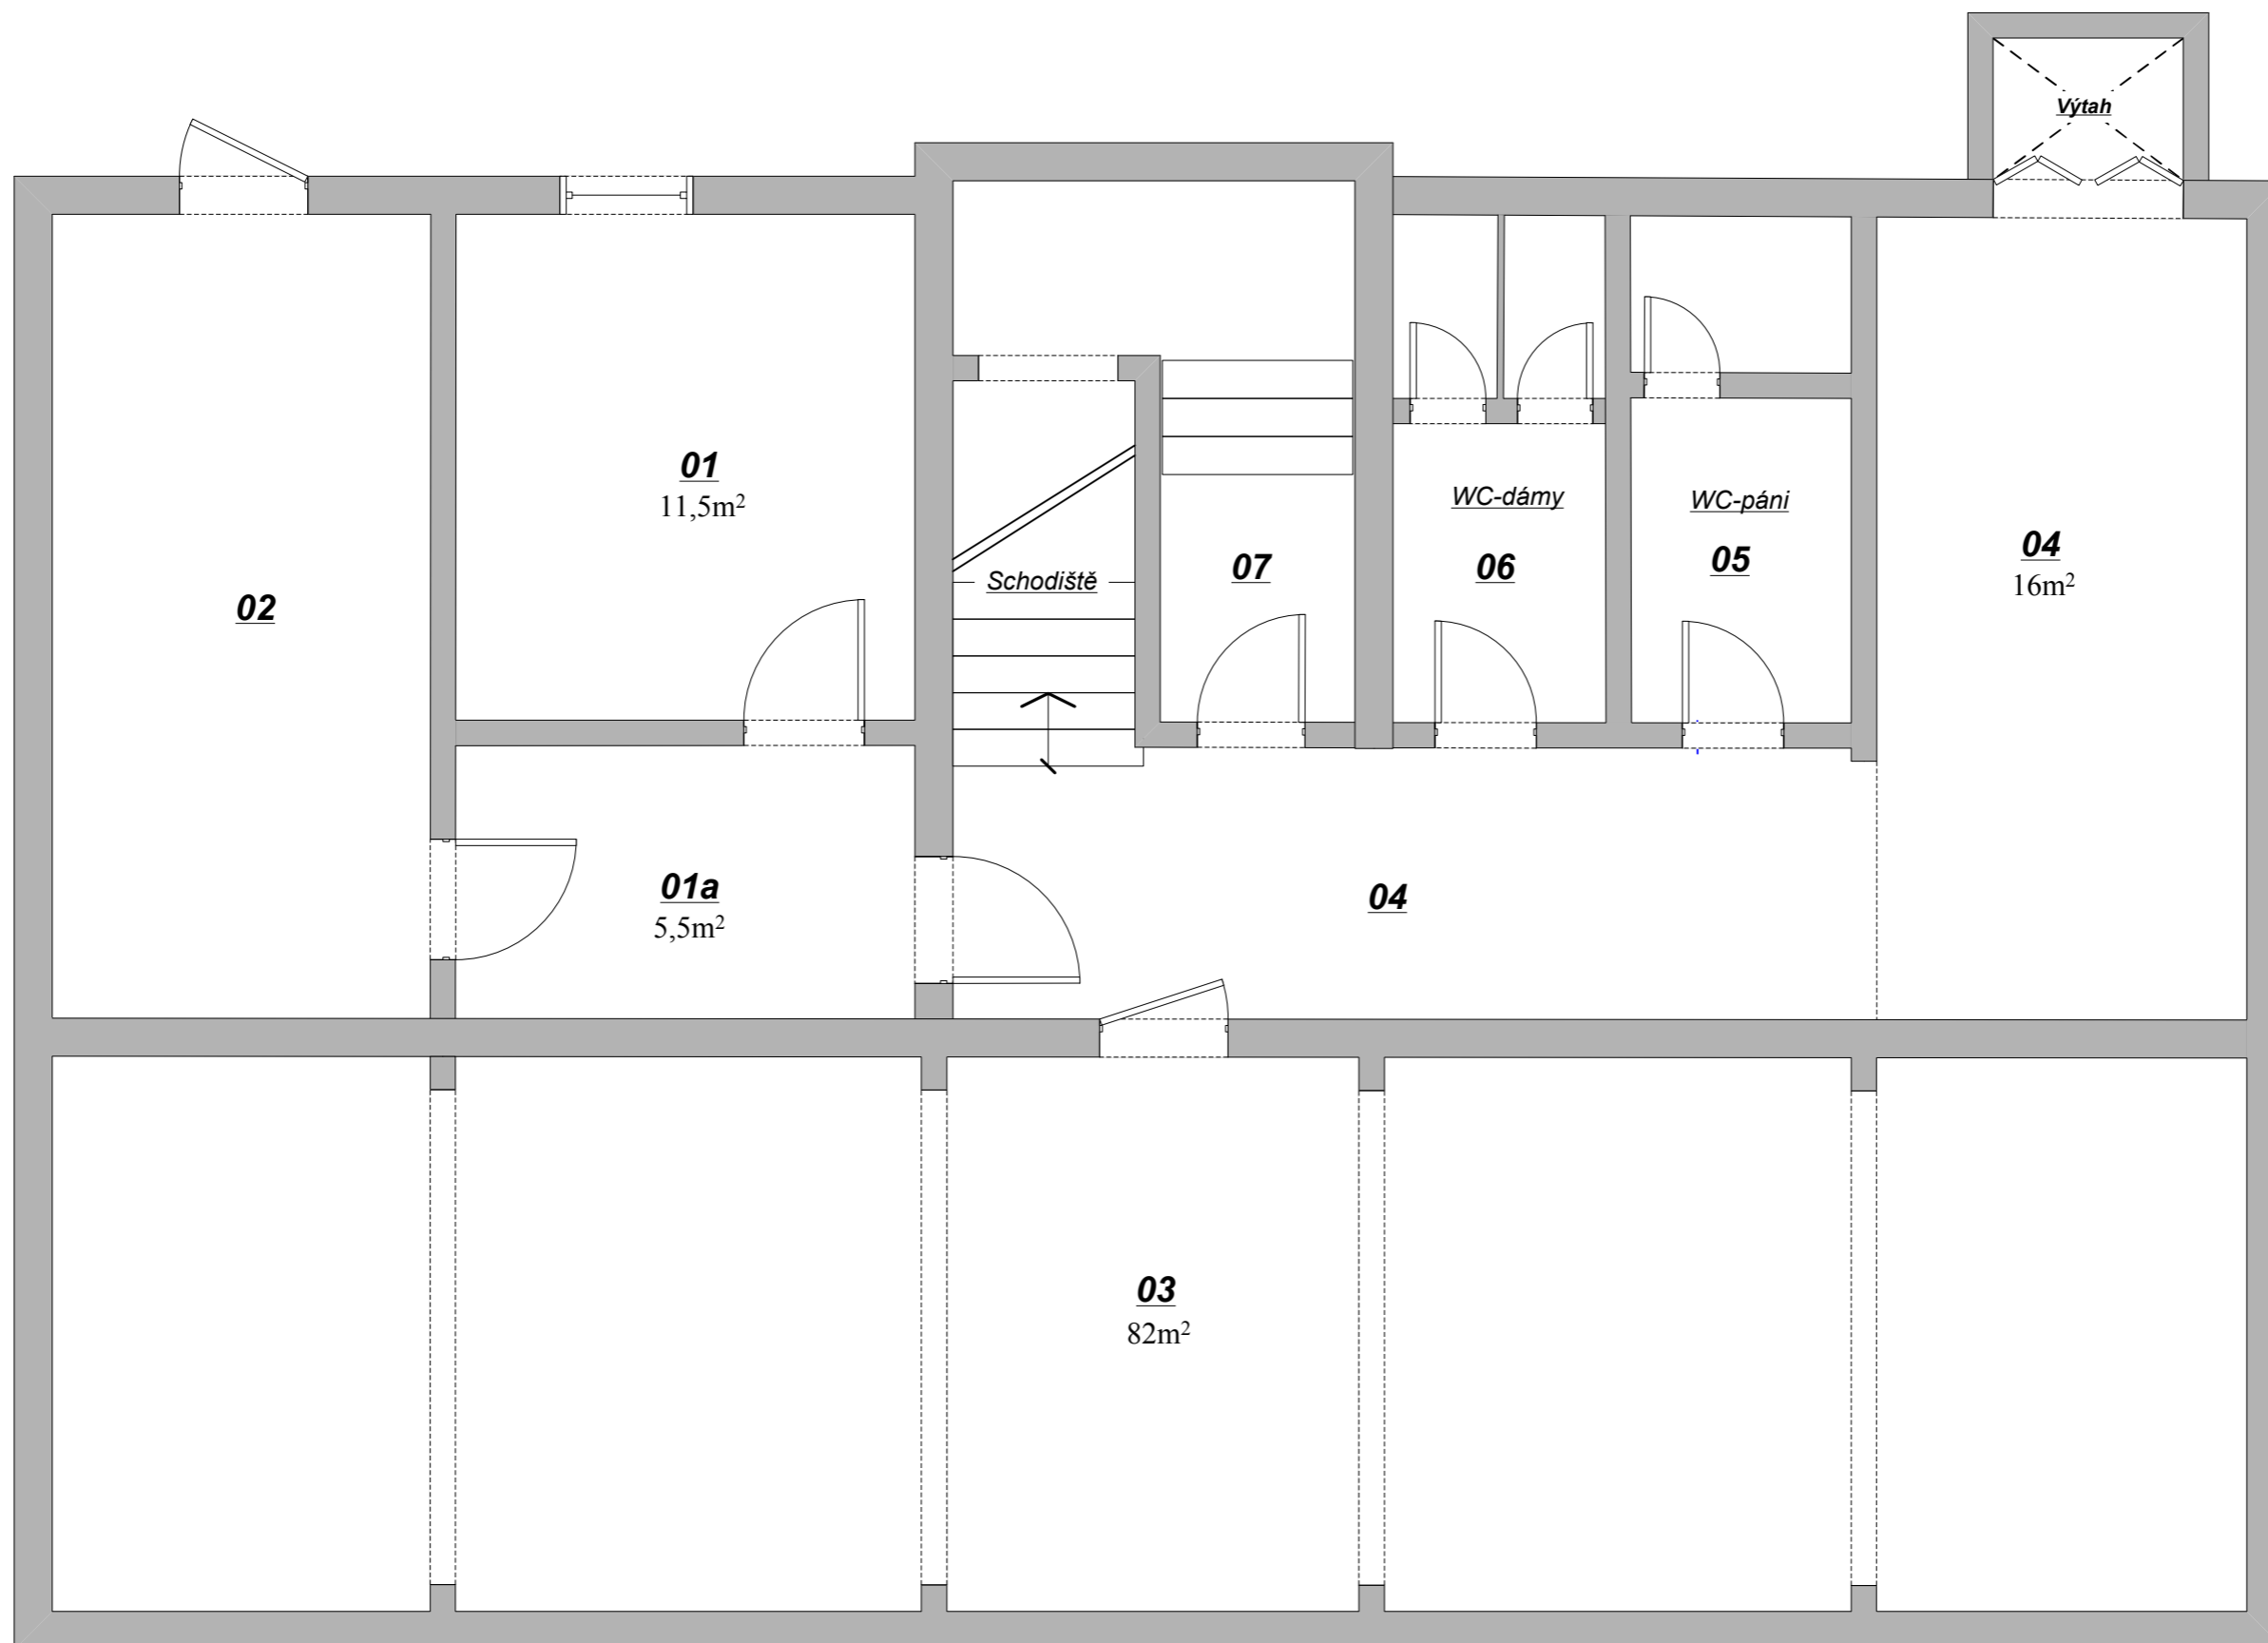 Výtah
01
11,5m²
WC-dámy
WC-páni
04
16m²
07
06
05
Schodiště
02
01a
5,5m²
04
03
82m²